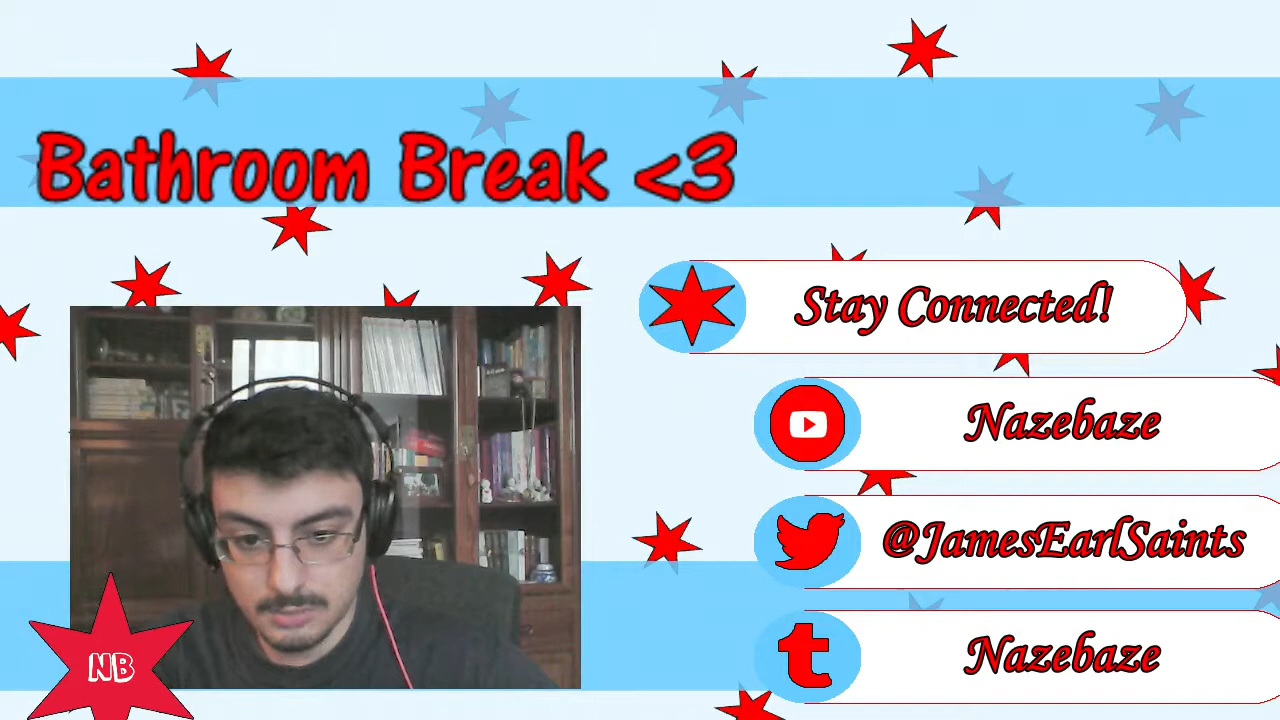 Bathroom Break <3
Stay Connected!
Nazebaze
@JamesEarlSaints
t Nazebaze
NB